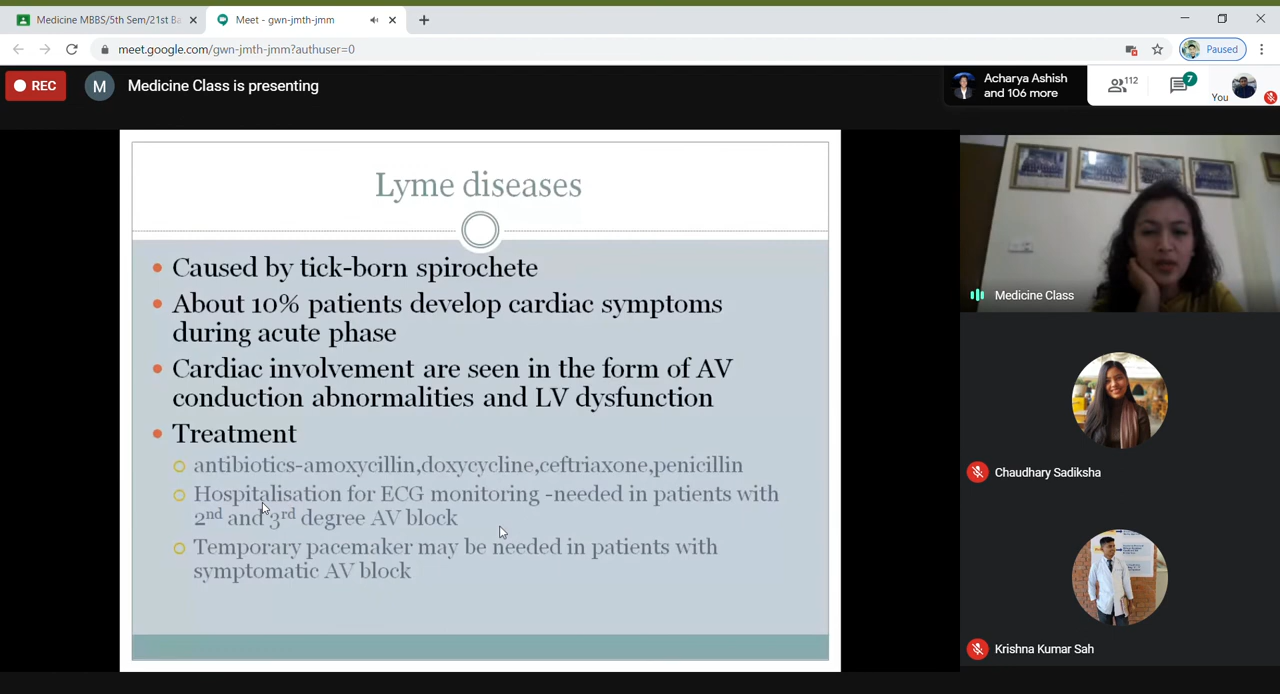 Medicine MBBS/5th Sem/21st Ba
Meet - gwn-jmth-jmm
meet.google.com/gwn-jmth-jmm?authuser=0
Paused
REC
M
Medicine Class is presenting
Acharya Ashish
and 106 more
112
7
You
Lyme diseases
Caused by tick-born spirochete
About 10% patients develop cardiac symptoms
during acute phase
Cardiac involvement are seen in the form of AV
conduction abnormalities and LV dysfunction
Treatment
antibiotics-amoxycillin,doxycycline,ceftriaxone,penicillin
Hospitalisation for ECG monitoring -needed in patients with
2nd and 3rd degree AV block
Temporary pacemaker may be needed in patients with
symptomatic AV block
Medicine Class
Chaudhary Sadiksha
Krishna Kumar Sah